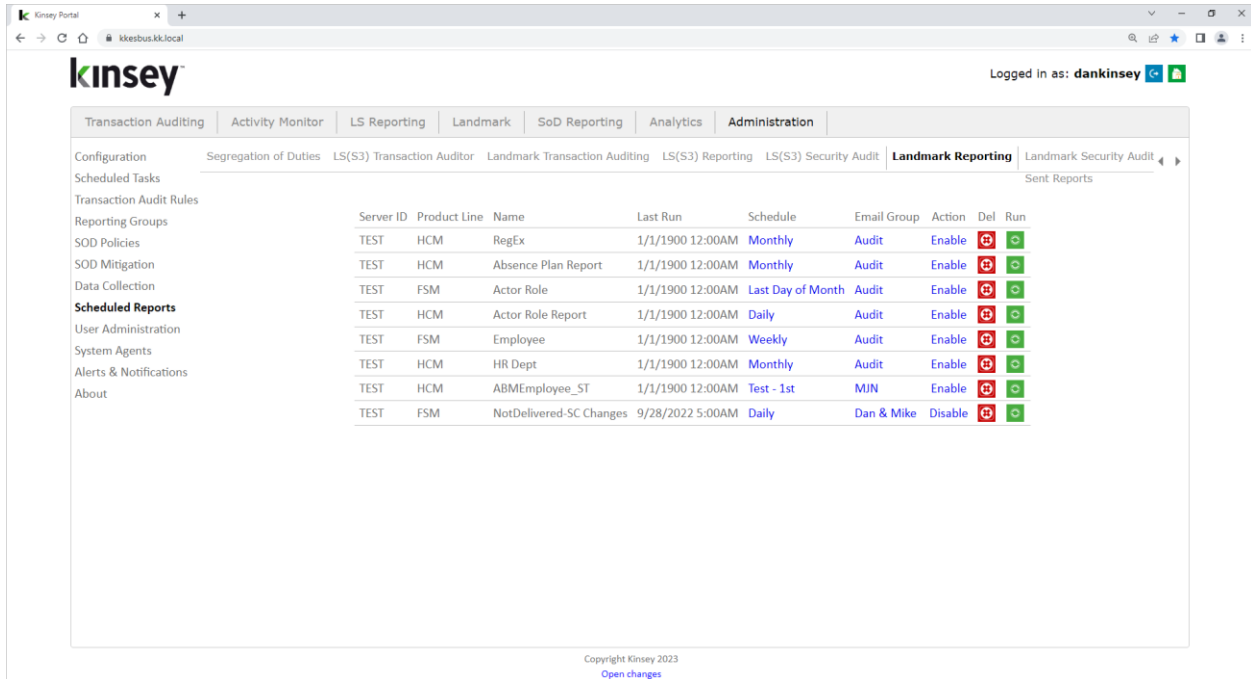 Kinsey Portal
kkesbus.kk.local
kinsey
Logged in as: dankinsey
Transaction Auditing Activity Monitor LS Reporting Landmark SoD Reporting Analytics Administration
Configuration
Scheduled Tasks
Transaction Audit Rules
Reporting Groups
SOD Policies
SOD Mitigation
Data Collection
Scheduled Reports
User Administration
System Agents
Alerts & Notifications
About
Segregation of Duties LS(S3) Transaction Auditor Landmark Transaction Auditing LS(S3) Reporting LS(S3) Security Audit Landmark Reporting Landmark Security Audit
Sent Reports
Server ID Product Line Name Last Run Schedule Email Group Action Del Run
TEST HCM RegEx 1/1/1900 12:00AM Monthly Audit Enable
TEST HCM Absence Plan Report 1/1/1900 12:00AM Monthly Audit Enable
TEST FSM Actor Role 1/1/1900 12:00AM Last Day of Month Audit Enable
TEST HCM Actor Role Report 1/1/1900 12:00AM Daily Audit Enable
TEST FSM Employee 1/1/1900 12:00AM Weekly Audit Enable
TEST HCM HR Dept 1/1/1900 12:00AM Monthly Audit Enable
TEST HCM ABMEmployee_ST 1/1/1900 12:00AM Test - 1st MJN Enable
TEST FSM NotDelivered-SC Changes 9/28/2022 5:00AM Daily Dan & Mike Disable
Copyright Kinsey 2023
Open changes